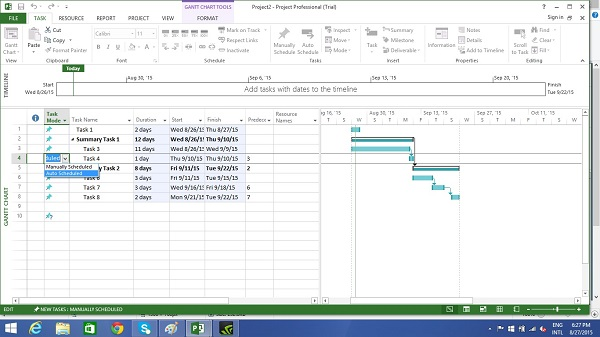 GANTT CHART TOOLS
Project2 - Project Professional (Trial)
FILE TASK RESOURCE REPORT PROJECT VIEW FORMAT
Sign in
Gantt Chart
Paste
Cut
Copy
Format Painter
Mark on Track
Respect Links
Inactivate
Manually Schedule
Auto Schedule
Inspect
Move
Mode
Task
Summary
Milestone
Deliverable
Information
Notes
Details
Add to Timeline
Scroll to Task
Find
Clear
Fill
View
Clipboard
Font
Schedule
Tasks
Insert
Properties
Editing
Today
TIMELINE
Aug 30, '15 Sep 6, '15 Sep 13, '15 Sep 20, '15
Start
Wed 8/26/15
Add tasks with dates to the timeline
Finish
Tue 9/22/15
Task Mode Task Name Duration Start Finish Predece Resource Names
ug 16, '15 Aug 30, '15 Sep 13, '15 Sep 27, '15 Oct 11, '15
1 Task 1 2 days Wed 8/26/15 Thu 8/27/15
2 Summary Task 1 12 days Wed 8/26/15 Thu 9/10/15
3 Task 3 11 days Wed 8/26/15 Wed 9/9/15
4 duled Task 4 1 day Thu 9/10/15 Thu 9/10/15 3
Manually Scheduled
Auto Scheduled
y Task 2 8 days Fri 9/11/15 Tue 9/22/15 2
6 Task 6 3 days Fri 9/11/15 Tue 9/15/15
7 Task 7 3 days Wed 9/16/15 Fri 9/18/15 6
8 Task 8 2 days Mon 9/21/15 Tue 9/22/15 7
10
GANTT CHART
EDIT NEW TASKS : MANUALLY SCHEDULED
ENG
INTL
6:27 PM
8/27/2015